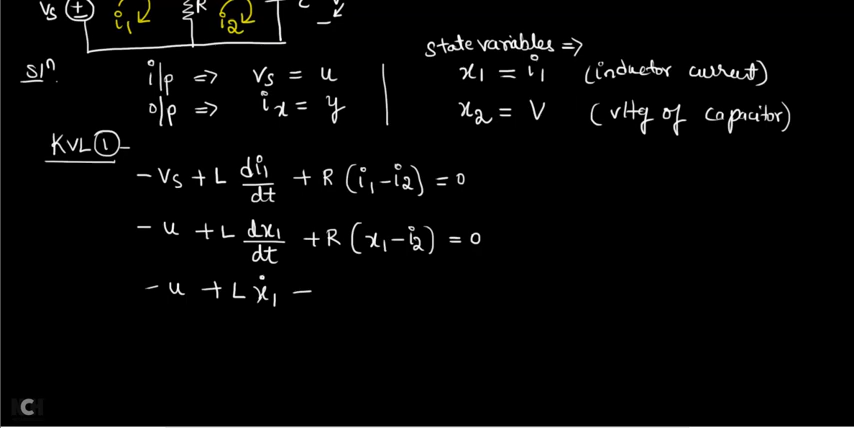 Vs + i1 R i2 C
Sln. i/p => vs = u
o/p => ix = y
State variables =>
x1 = i1 (inductor current)
x2 = V (vltg of capacitor)
KVL ① -
- Vs + L di1/dt + R (i1 - i2) = 0
- u + L dx1/dt + R (x1 - i2) = 0
- u + L ẋ1 -